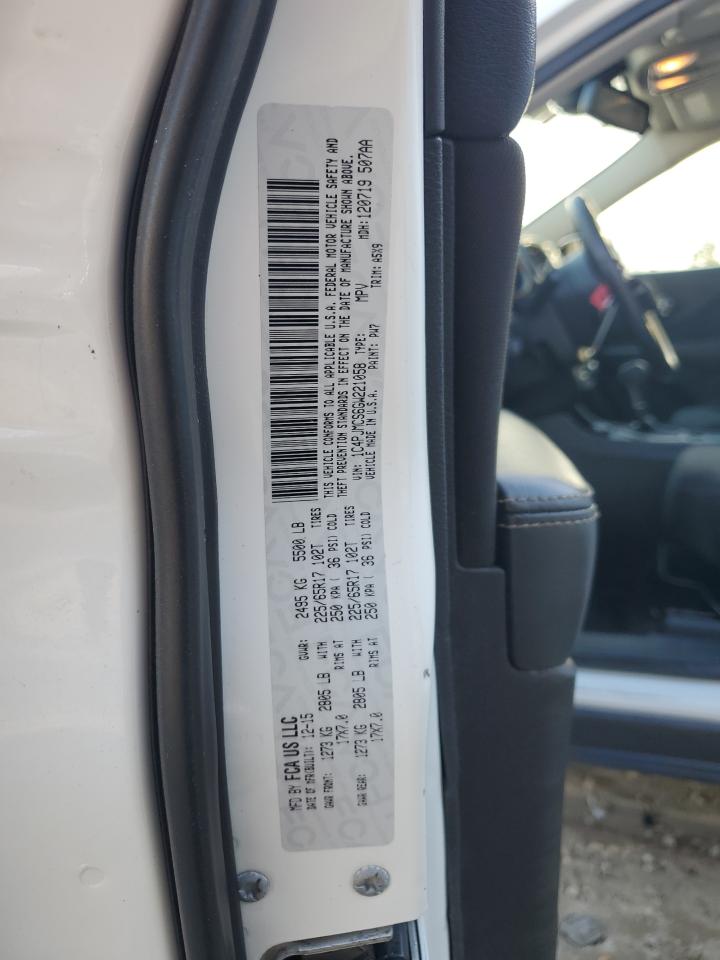 MFD BY FCA US LLC
DATE OF MFR(BUILT): 12-15 GVWR: 2495 KG 5500 LB
GAWR FRONT: 1273 KG 2805 LB WITH 225/65R17 102T TIRES
17X7.0 RIMS AT 250 KPA ( 36 PSI) COLD
GAWR REAR: 1273 KG 2805 LB WITH 225/65R17 102T TIRES
17X7.0 RIMS AT 250 KPA ( 36 PSI) COLD
THIS VEHICLE CONFORMS TO ALL APPLICABLE U.S.A. FEDERAL MOTOR VEHICLE SAFETY AND
THEFT PREVENTION STANDARDS IN EFFECT ON THE DATE OF MANUFACTURE SHOWN ABOVE.
VIN: 1C4PJMCS6GW221058 TYPE: MPV MDH: 120719 507AA
VEHICLE MADE IN U.S.A. PAINT: PW7 TRIM: A5X9